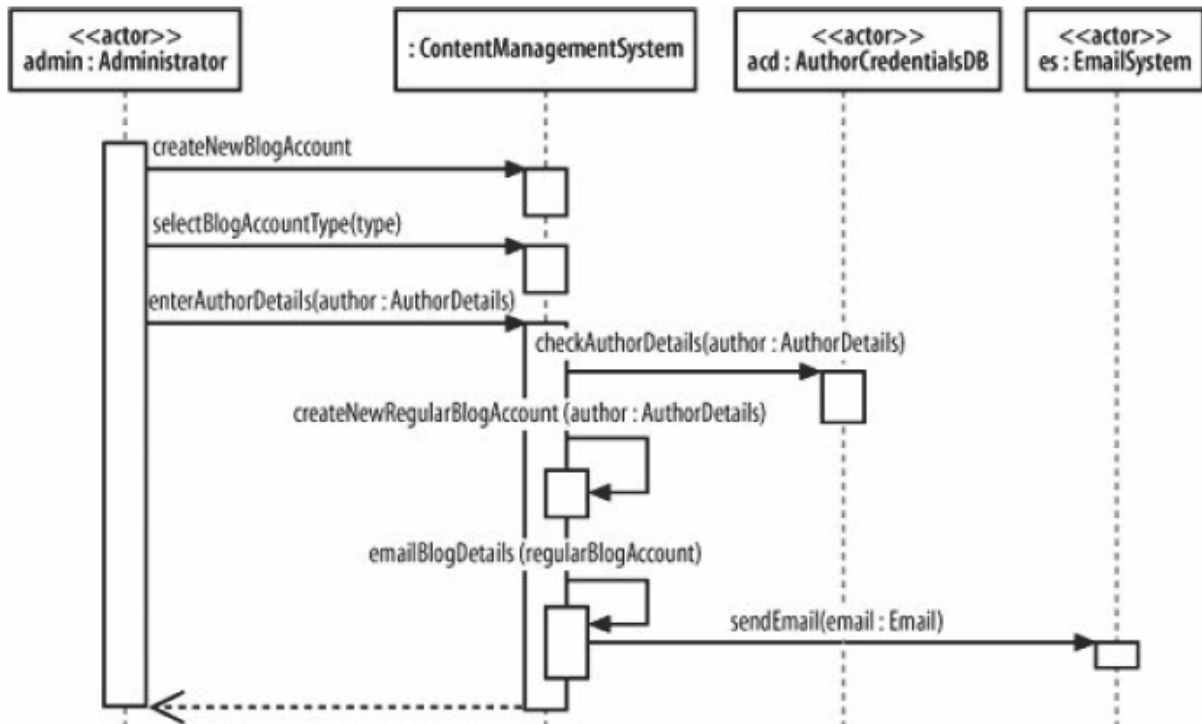 <<actor>>
admin : Administrator
: ContentManagementSystem
<<actor>>
acd : AuthorCredentialsDB
<<actor>>
es : EmailSystem
createNewBlogAccount
selectBlogAccountType(type)
enterAuthorDetails(author : AuthorDetails)
checkAuthorDetails(author : AuthorDetails)
createNewRegularBlogAccount (author : AuthorDetails)
emailBlogDetails (regularBlogAccount)
sendEmail(email : Email)